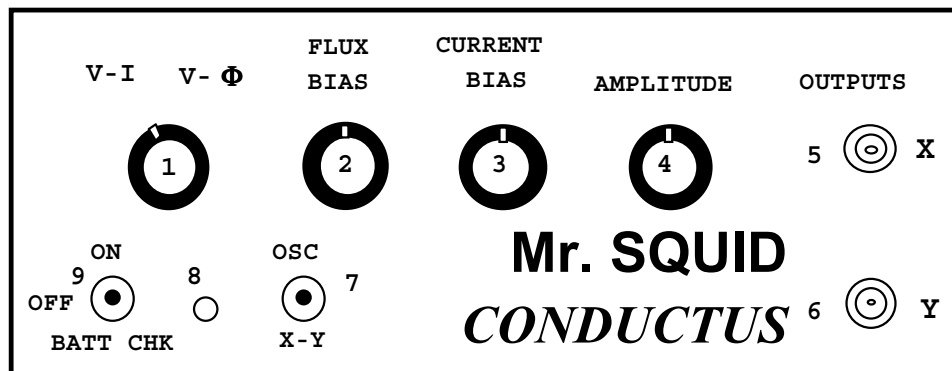 V-I V-Φ
FLUX BIAS
CURRENT BIAS
AMPLITUDE
OUTPUTS
1
2
3
4
5
X
ON
OFF
9
BATT CHK
8
OSC
7
X-Y
Mr. SQUID
CONDUCTUS
6
Y